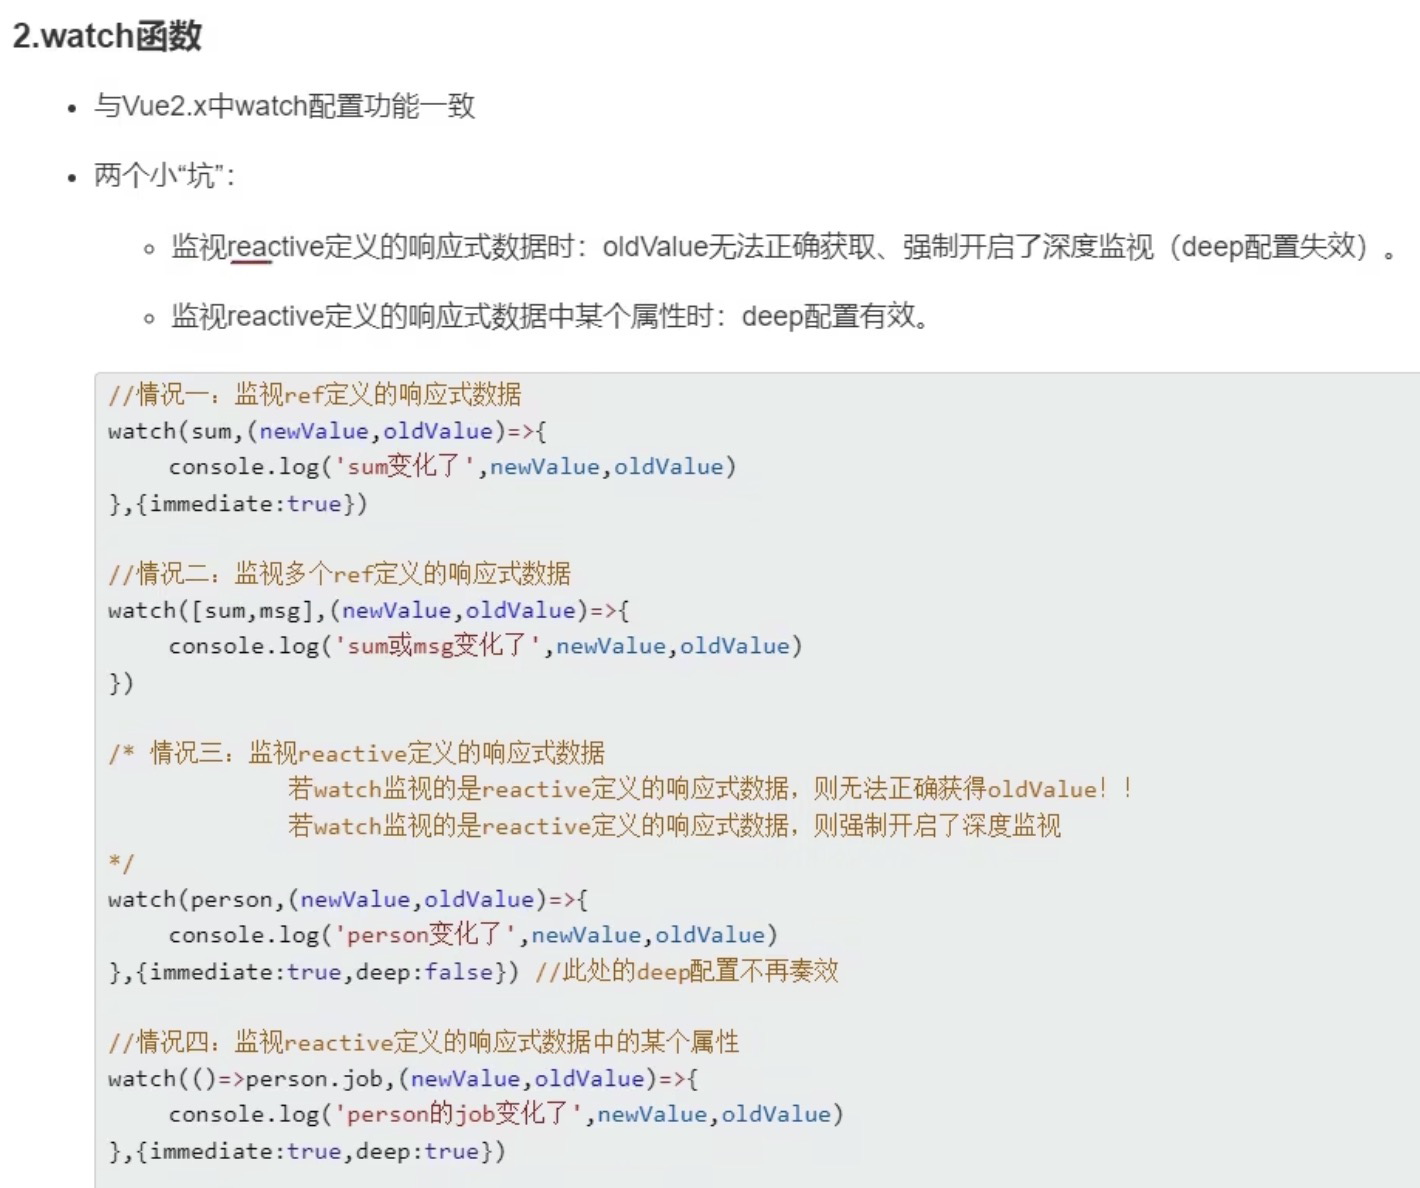 2.watch函数
与Vue2.x中watch配置功能一致
两个小“坑”：
监视reactive定义的响应式数据时：oldValue无法正确获取、强制开启了深度监视（deep配置失效）。
监视reactive定义的响应式数据中某个属性时：deep配置有效。
//情况一：监视ref定义的响应式数据
watch(sum,(newValue,oldValue)=>{
    console.log('sum变化了',newValue,oldValue)
},{immediate:true})
//情况二：监视多个ref定义的响应式数据
watch([sum,msg],(newValue,oldValue)=>{
    console.log('sum或msg变化了',newValue,oldValue)
})
/* 情况三：监视reactive定义的响应式数据
            若watch监视的是reactive定义的响应式数据，则无法正确获得oldValue！！
            若watch监视的是reactive定义的响应式数据，则强制开启了深度监视
*/
watch(person,(newValue,oldValue)=>{
    console.log('person变化了',newValue,oldValue)
},{immediate:true,deep:false}) //此处的deep配置不再奏效
//情况四：监视reactive定义的响应式数据中的某个属性
watch(()=>person.job,(newValue,oldValue)=>{
    console.log('person的job变化了',newValue,oldValue)
},{immediate:true,deep:true})